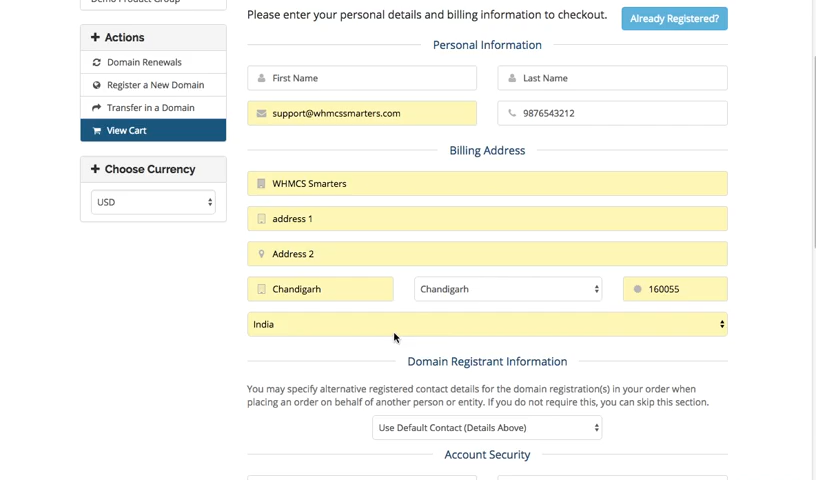 Demo Product Group
Actions
Domain Renewals
Register a New Domain
Transfer in a Domain
View Cart
Choose Currency
USD
Please enter your personal details and billing information to checkout.
Already Registered?
Personal Information
First Name
Last Name
support@whmcssmarters.com
9876543212
Billing Address
WHMCS Smarters
address 1
Address 2
Chandigarh
Chandigarh
160055
India
Domain Registrant Information
You may specify alternative registered contact details for the domain registration(s) in your order when
placing an order on behalf of another person or entity. If you do not require this, you can skip this section.
Use Default Contact (Details Above)
Account Security